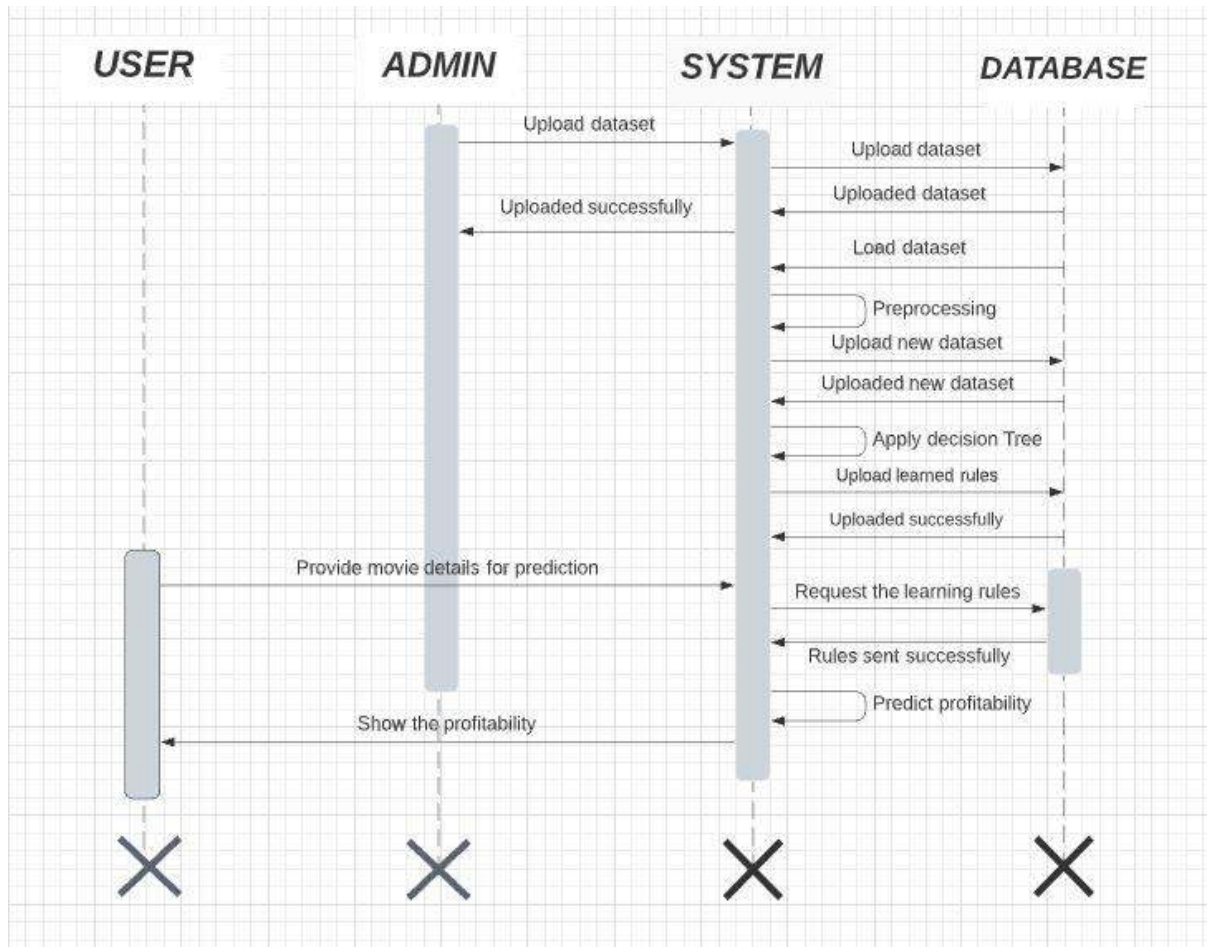 USER
ADMIN
SYSTEM
DATABASE
Upload dataset
Upload dataset
Uploaded dataset
Uploaded successfully
Load dataset
Preprocessing
Upload new dataset
Uploaded new dataset
Apply decision Tree
Upload learned rules
Uploaded successfully
Provide movie details for prediction
Request the learning rules
Rules sent successfully
Predict profitability
Show the profitability